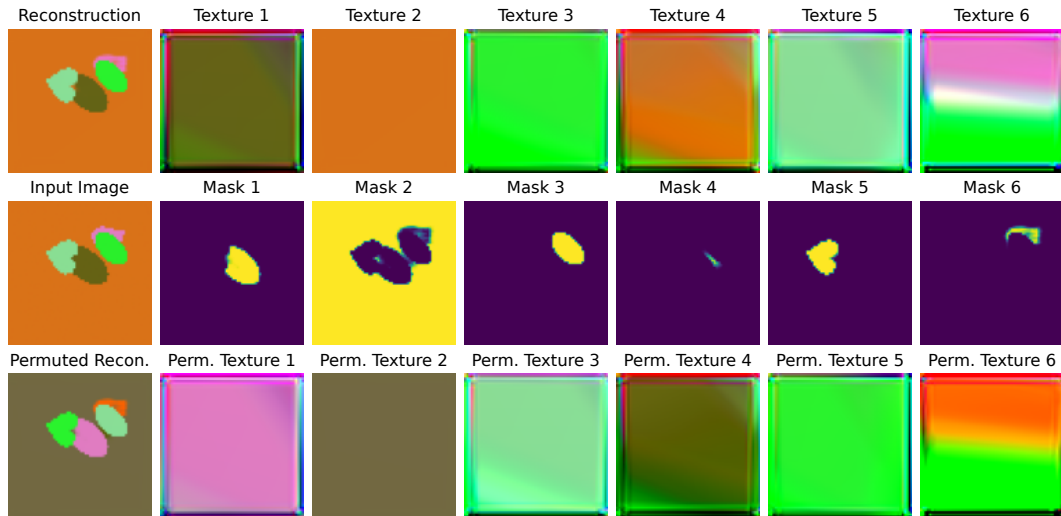 Reconstruction Texture 1 Texture 2 Texture 3 Texture 4 Texture 5 Texture 6
Input Image Mask 1 Mask 2 Mask 3 Mask 4 Mask 5 Mask 6
Permuted Recon. Perm. Texture 1 Perm. Texture 2 Perm. Texture 3 Perm. Texture 4 Perm. Texture 5 Perm. Texture 6